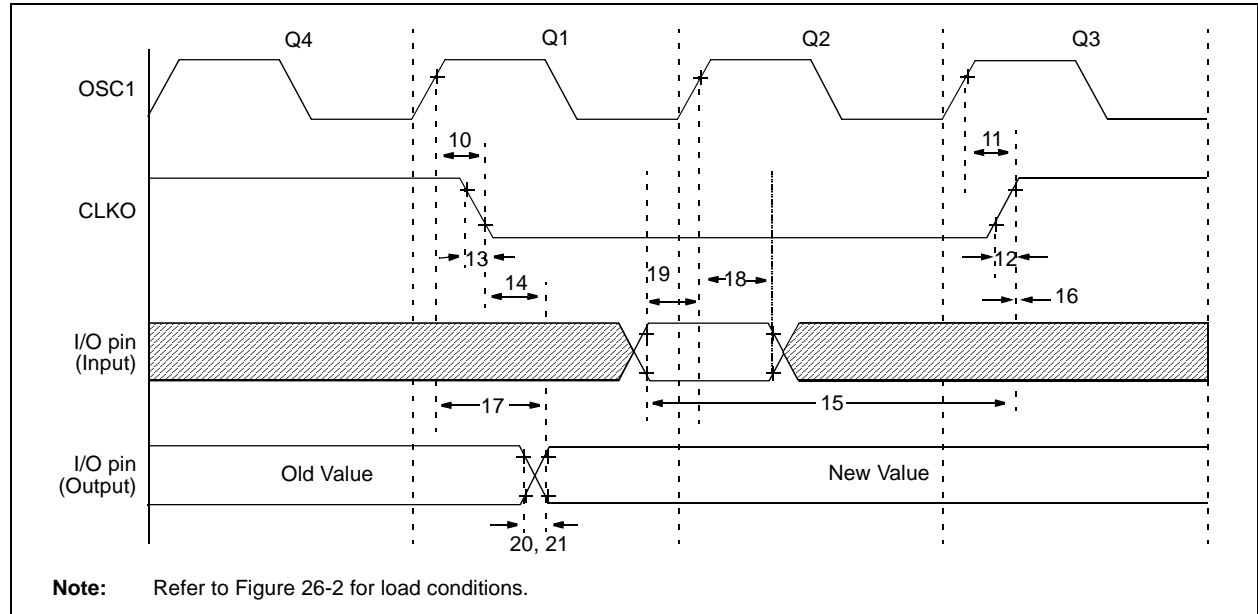 Q4 Q1 Q2 Q3
OSC1
10 11
CLKO
13 12
14 19 18 16
I/O pin
(Input)
17 15
I/O pin
(Output)
Old Value New Value
20, 21
Note: Refer to Figure 26-2 for load conditions.